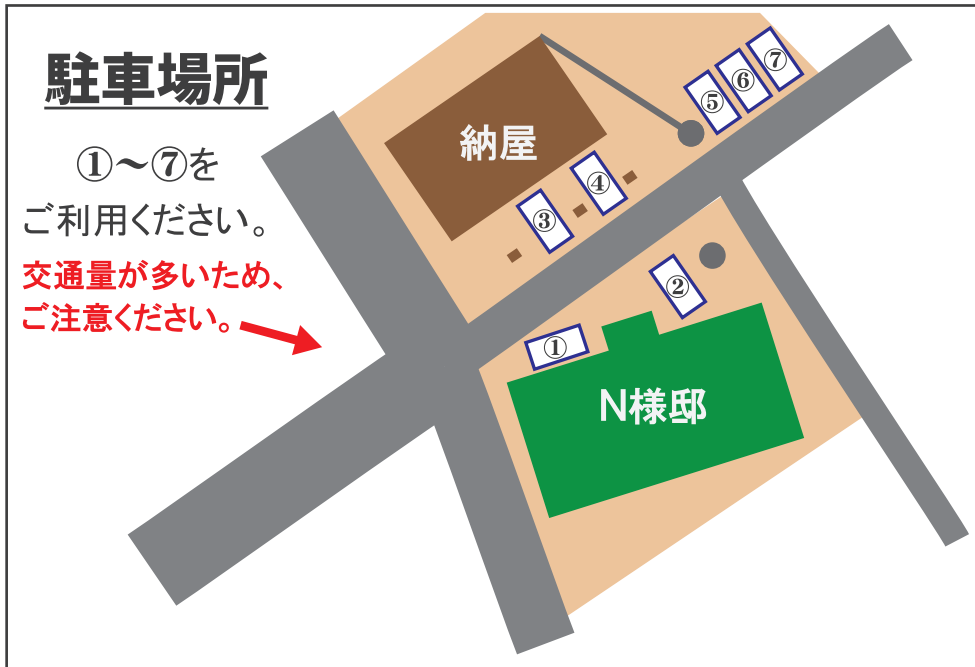 駐車場所
①～⑦を
ご利用ください。
交通量が多いため、
ご注意ください。
納屋
⑦
⑥
⑤
④
③
②
①
N様邸